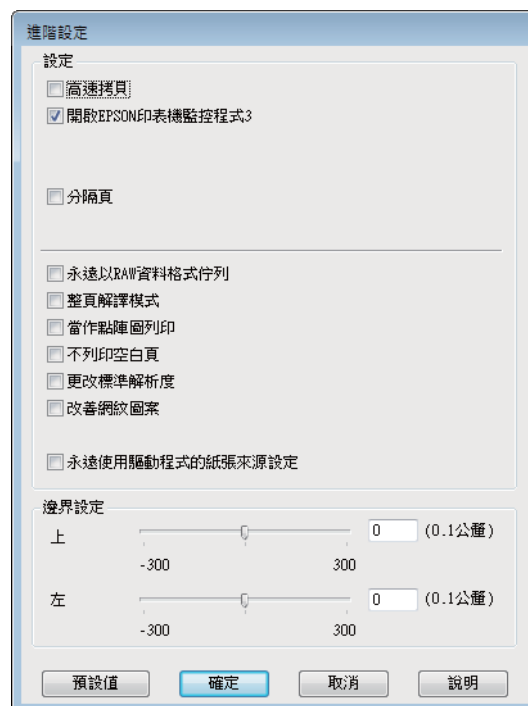 進階設定
設定
高速拷貝
開啟EPSON印表機監控程式3
分隔頁
永遠以RAW資料格式佇列
整頁解譯模式
當作點陣圖列印
不列印空白頁
更改標準解析度
改善網紋圖案
永遠使用驅動程式的紙張來源設定
邊界設定
上 0 (0.1公釐)
-300 300
左 0 (0.1公釐)
-300 300
預設值 確定 取消 說明